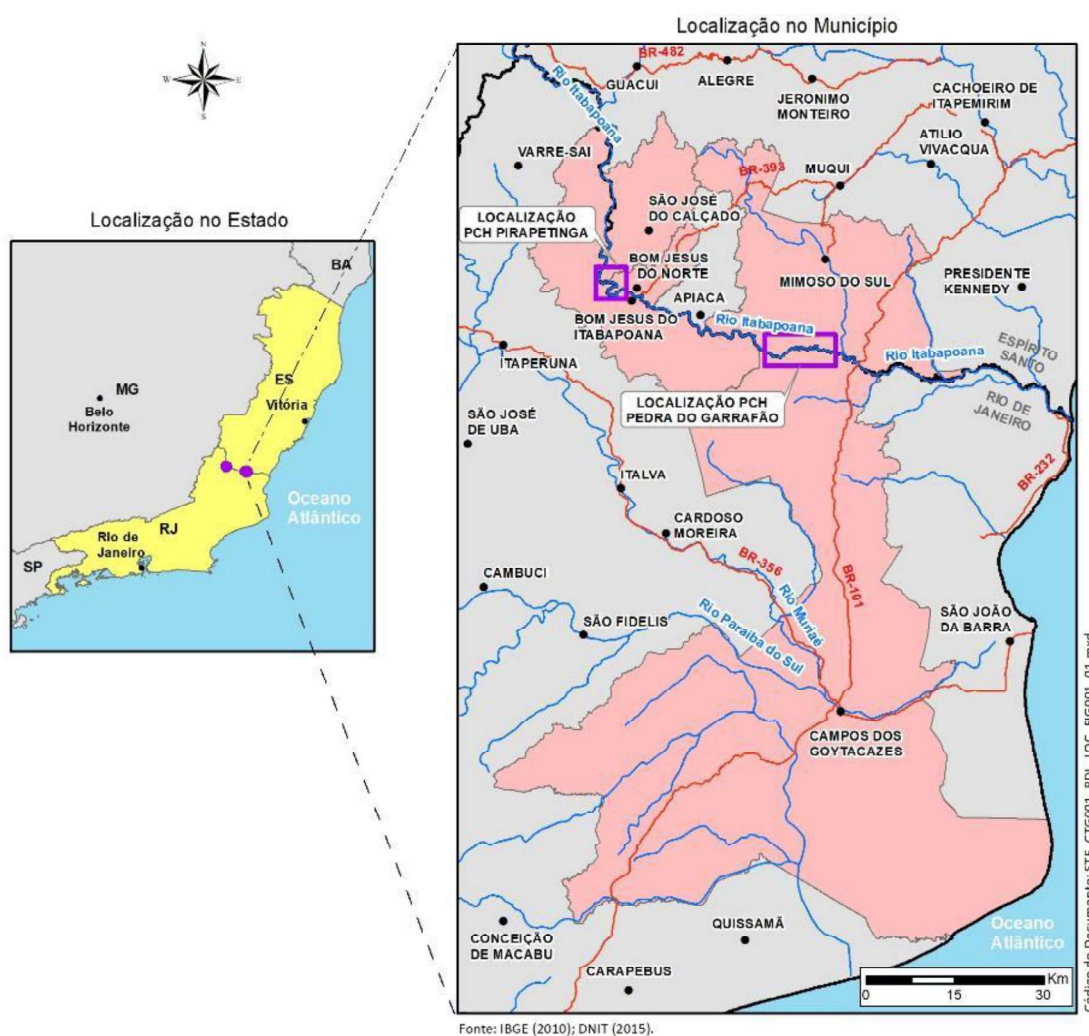 Localização no Município
N
W
E
S
Localização no Estado
BA
MG
Belo
Horizonte
ES
Vitória
RJ
Rio de
Janeiro
SP
Oceano
Atlântico
BR-482
Rio Itabapoana
GUACUI
ALEGRE
JERONIMO
MONTEIRO
CACHOEIRO DE
ITAPEMIRIM
ATILIO
VIVACQUA
VARRE-SAI
BR-393
MUQUI
LOCALIZAÇÃO
PCH PIRAPETINGA
SÃO JOSÉ
DO CALÇADO
BOM JESUS
DO NORTE
MIMOSO DO SUL
PRESIDENTE
KENNEDY
APIACA
BOM JESUS DO
ITABAPOANA
Rio Itabapoana
Rio Itabapoana
ESPÍRITO
SANTO
RIO DE
JANEIRO
ITAPERUNA
LOCALIZAÇÃO PCH
PEDRA DO GARRAFÃO
SÃO JOSÉ
DE UBA
BR-232
ITALVA
CARDOSO
MOREIRA
BR-356
BR-101
CAMBUCI
Rio Muriaé
SÃO FIDELIS
Rio Paraiba do Sul
SÃO JOÃO
DA BARRA
CAMPOS DOS
GOYTACAZES
QUISSAMÃ
CONCEIÇÃO
DE MACABU
CARAPEBUS
Oceano
Atlântico
Km
0 15 30
Fonte: IBGE (2010); DNIT (2015).
Código do Documento: